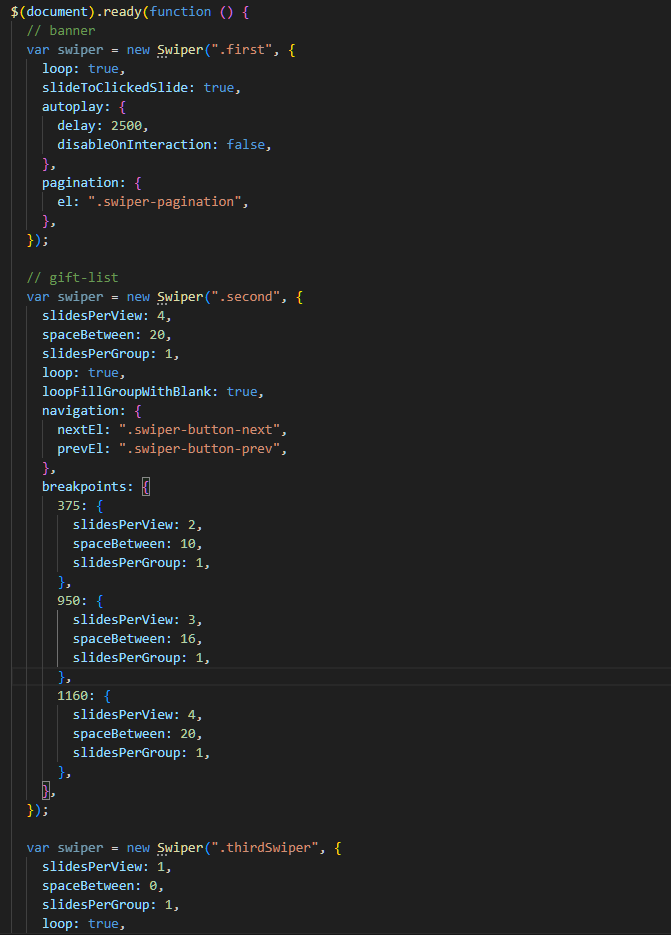 $(document).ready(function () {
  // banner
  var swiper = new Swiper(".first", {
    loop: true,
    slideToClickedSlide: true,
    autoplay: {
      delay: 2500,
      disableOnInteraction: false,
    },
    pagination: {
      el: ".swiper-pagination",
    },
  });

  // gift-list
  var swiper = new Swiper(".second", {
    slidesPerView: 4,
    spaceBetween: 20,
    slidesPerGroup: 1,
    loop: true,
    loopFillGroupWithBlank: true,
    navigation: {
      nextEl: ".swiper-button-next",
      prevEl: ".swiper-button-prev",
    },
    breakpoints: {
      375: {
        slidesPerView: 2,
        spaceBetween: 10,
        slidesPerGroup: 1,
      },
      950: {
        slidesPerView: 3,
        spaceBetween: 16,
        slidesPerGroup: 1,
      },
      1160: {
        slidesPerView: 4,
        spaceBetween: 20,
        slidesPerGroup: 1,
      },
    },
  });

  var swiper = new Swiper(".thirdSwiper", {
    slidesPerView: 1,
    spaceBetween: 0,
    slidesPerGroup: 1,
    loop: true,